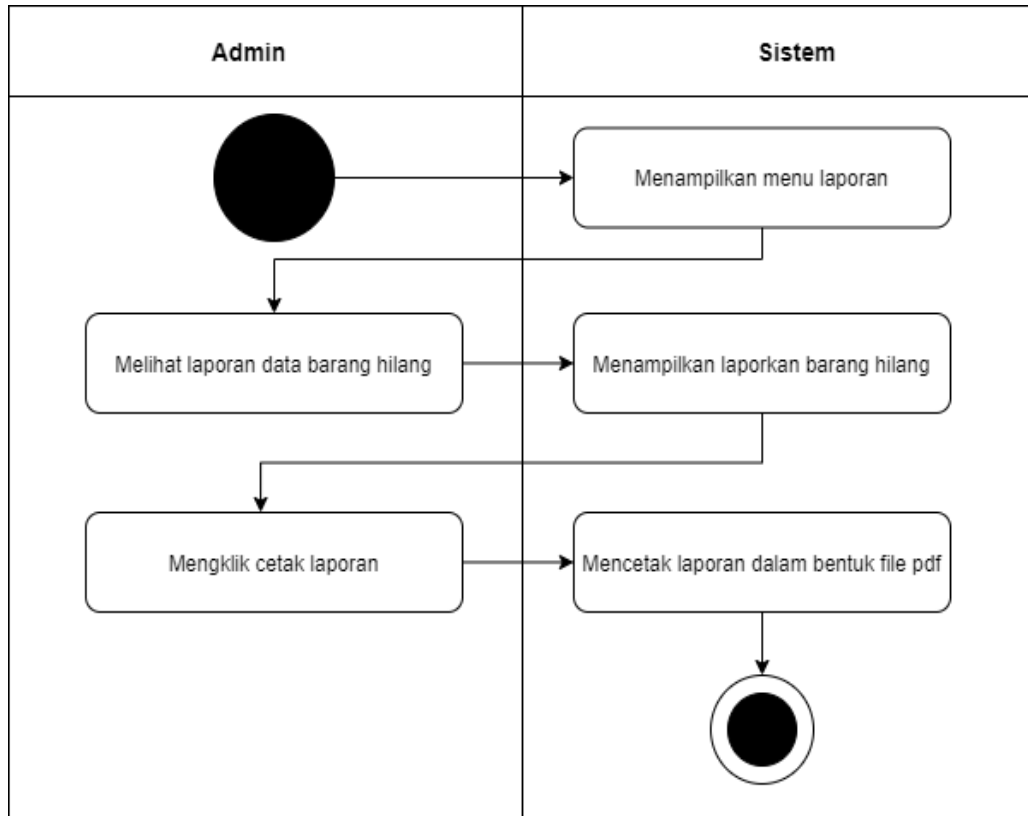 Admin
Sistem
Menampilkan menu laporan
Melihat laporan data barang hilang
Menampilkan laporkan barang hilang
Mengklik cetak laporan
Mencetak laporan dalam bentuk file pdf